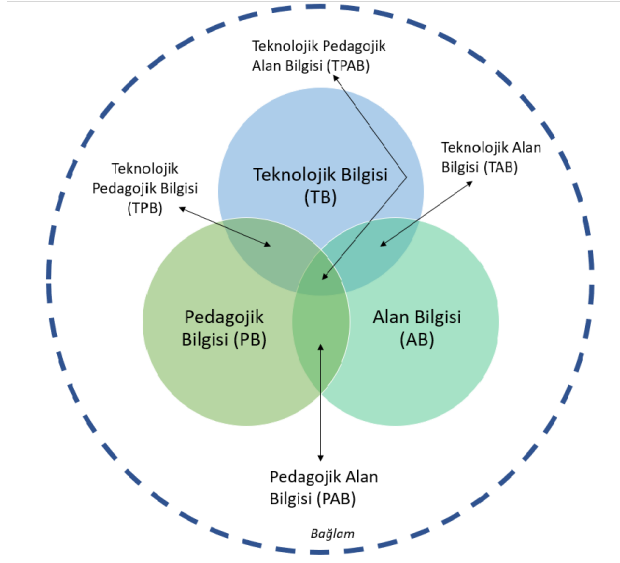 Teknolojik Pedagojik
Alan Bilgisi (TPAB)
Teknolojik Alan
Bilgisi (TAB)
Teknolojik
Pedagojik Bilgisi
(TPB)
Teknolojik Bilgisi
(TB)
Pedagojik
Bilgisi (PB)
Alan Bilgisi
(AB)
Pedagojik Alan
Bilgisi (PAB)
Bağlam